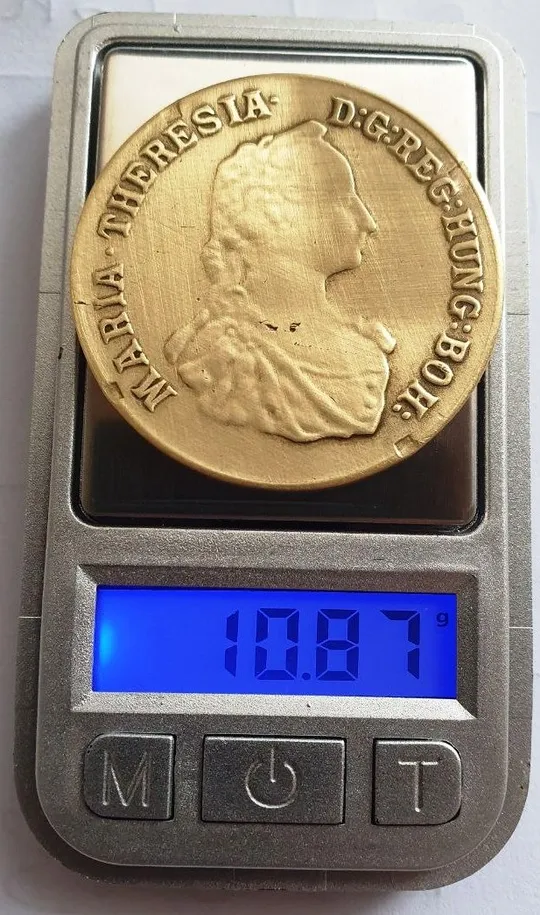 MARIA·THERESIA· D:G:REG:HUNG:BOH:
10.87 g
M T